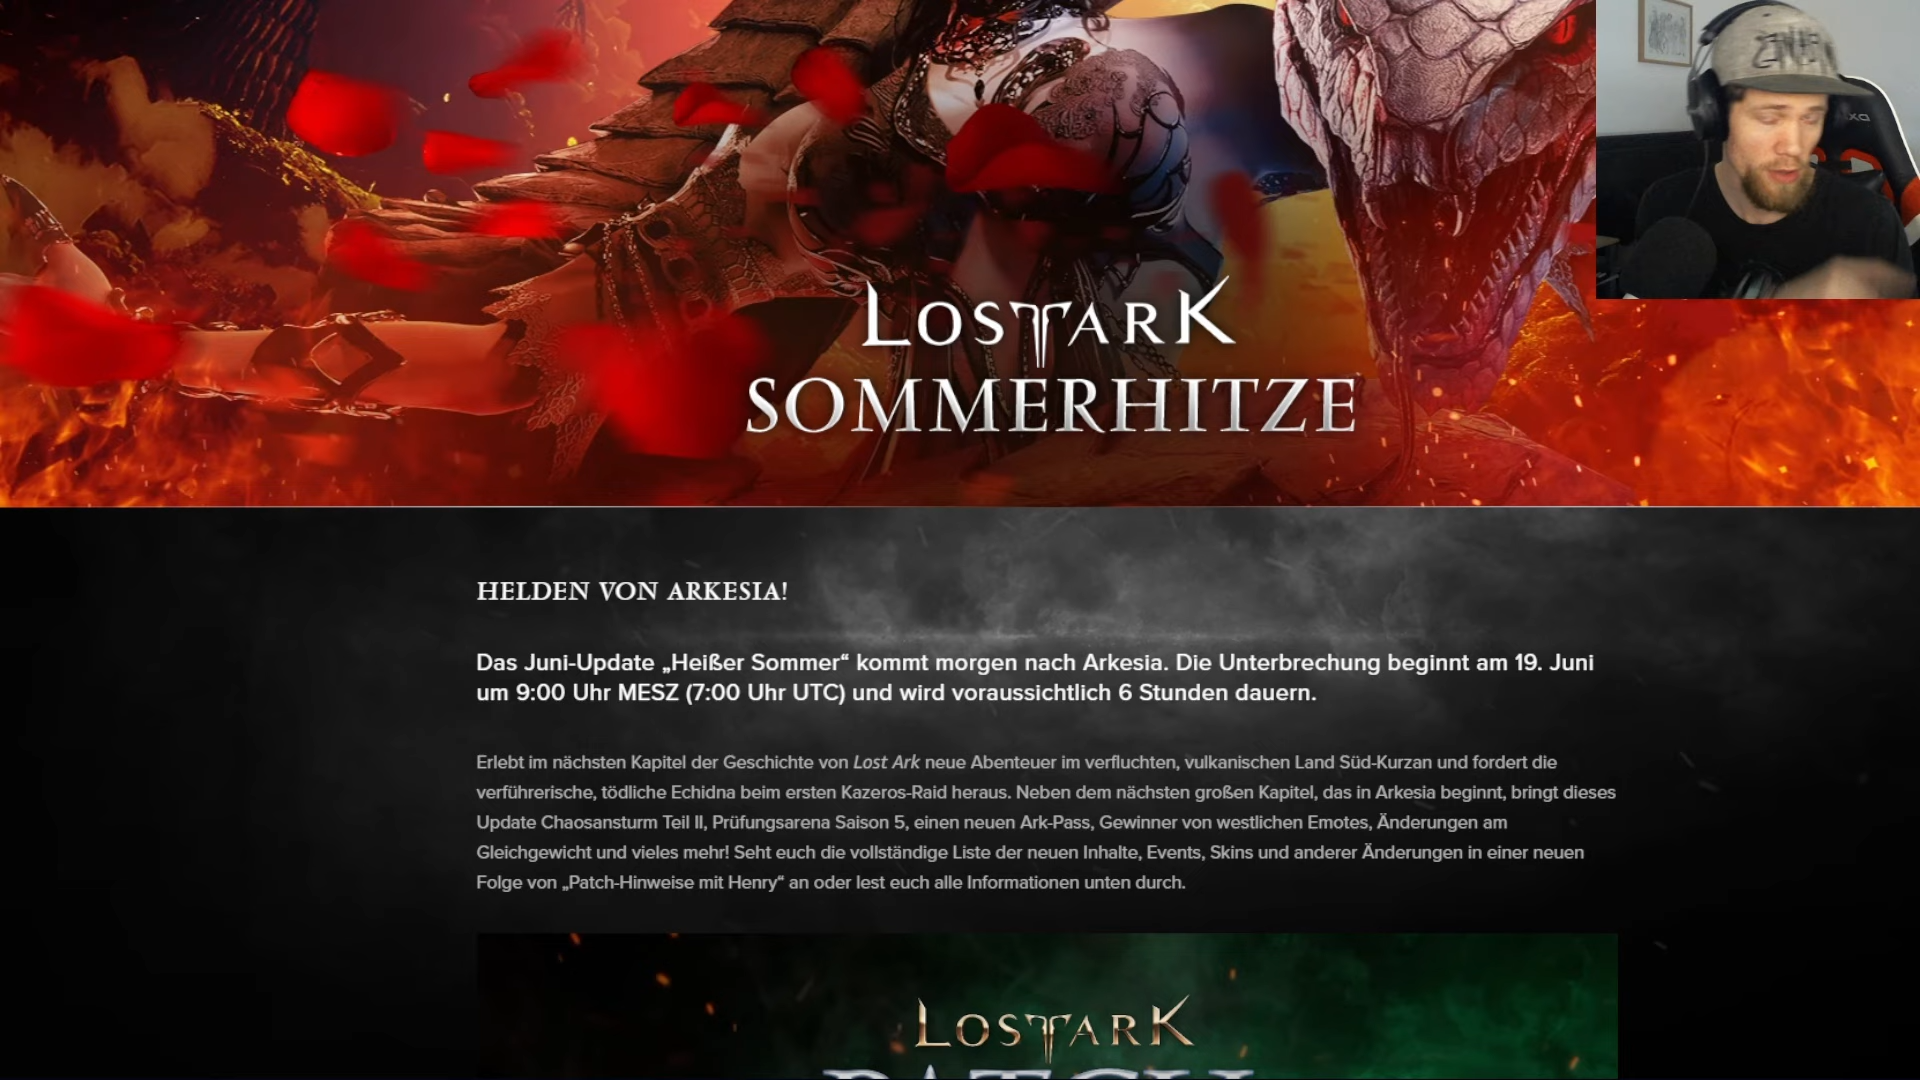 LOST ARK
SOMMERHITZE
HELDEN VON ARKESIA!
Das Juni-Update „Heißer Sommer“ kommt morgen nach Arkesia. Die Unterbrechung beginnt am 19. Juni
um 9:00 Uhr MESZ (7:00 Uhr UTC) und wird voraussichtlich 6 Stunden dauern.
Erlebt im nächsten Kapitel der Geschichte von Lost Ark neue Abenteuer im verfluchten, vulkanischen Land Süd-Kurzan und fordert die
verführerische, tödliche Echidna beim ersten Kazeros-Raid heraus. Neben dem nächsten großen Kapitel, das in Arkesia beginnt, bringt dieses
Update Chaosansturm Teil II, Prüfungsarena Saison 5, einen neuen Ark-Pass, Gewinner von westlichen Emotes, Änderungen am
Gleichgewicht und vieles mehr! Seht euch die vollständige Liste der neuen Inhalte, Events, Skins und anderer Änderungen in einer neuen
Folge von „Patch-Hinweise mit Henry“ an oder lest euch alle Informationen unten durch.
LOST ARK